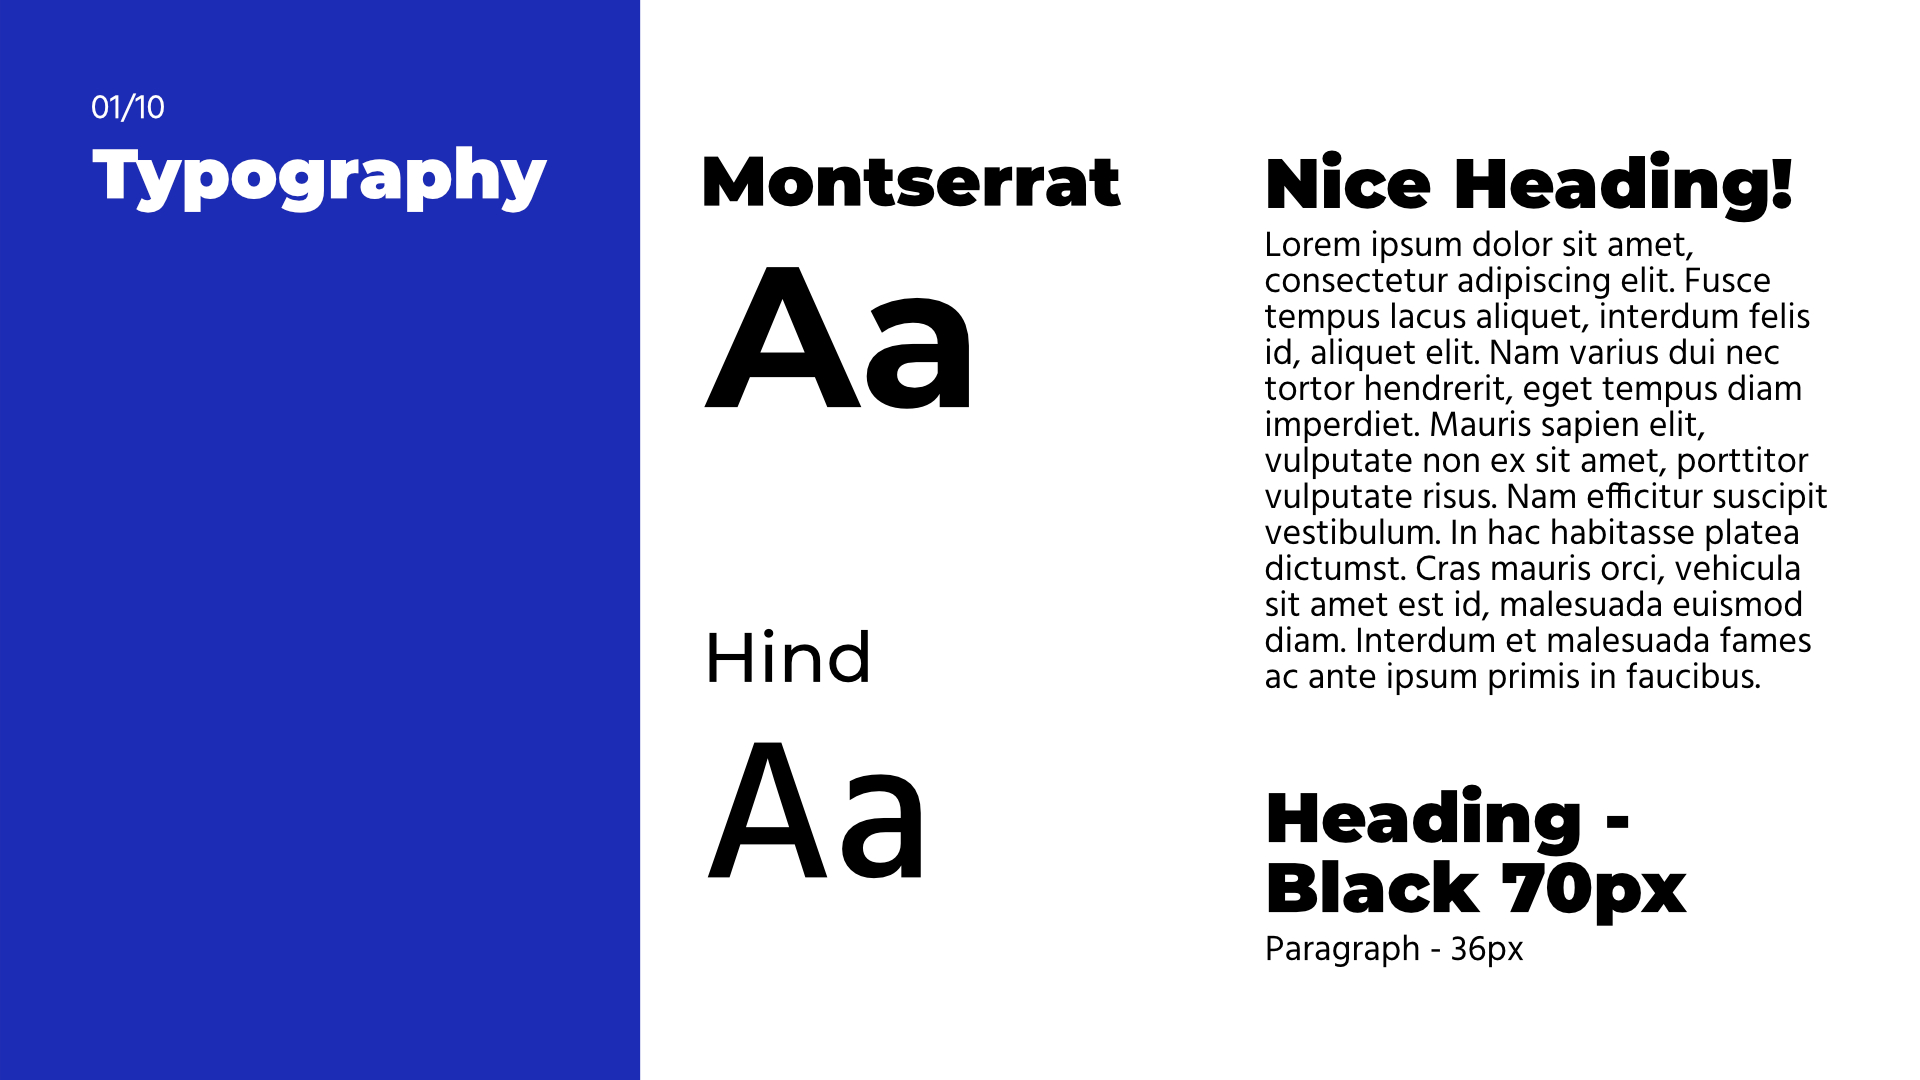 01/10
Typography
Montserrat
Aa
Hind
Aa
Nice Heading!
Lorem ipsum dolor sit amet,
consectetur adipiscing elit. Fusce
tempus lacus aliquet, interdum felis
id, aliquet elit. Nam varius dui nec
tortor hendrerit, eget tempus diam
imperdiet. Mauris sapien elit,
vulputate non ex sit amet, porttitor
vulputate risus. Nam efficitur suscipit
vestibulum. In hac habitasse platea
dictumst. Cras mauris orci, vehicula
sit amet est id, malesuada euismod
diam. Interdum et malesuada fames
ac ante ipsum primis in faucibus.
Heading -
Black 70px
Paragraph - 36px